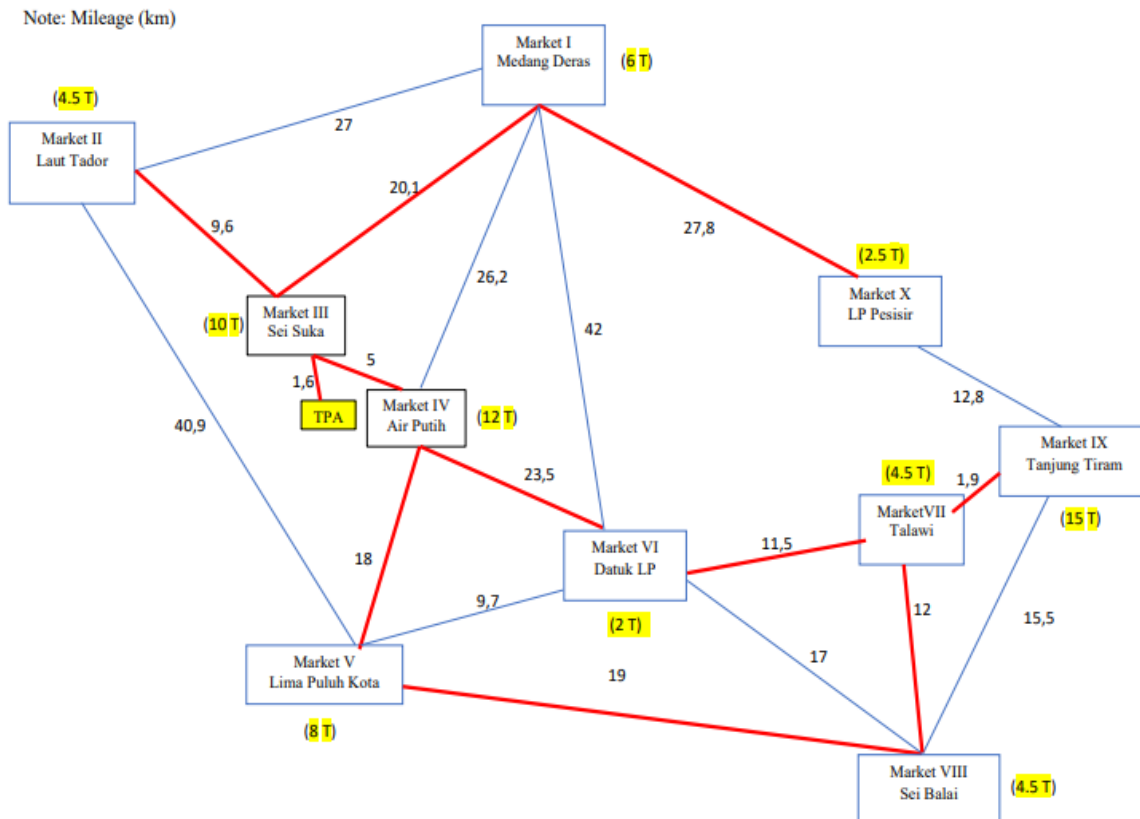 Note: Mileage (km)
Market I
Medang Deras
(6 T)
(4.5 T)
Market II
Laut Tador
27
20,1
9,6
27,8
(2.5 T)
Market X
LP Pesisir
26,2
Market III
Sei Suka
(10 T)
42
5
1,6
TPA
Market IV
Air Putih
(12 T)
40,9
12,8
Market IX
Tanjung Tiram
(15 T)
23,5
(4.5 T)
1,9
MarketVII
Talawi
Market VI
Datuk LP
(2 T)
11,5
18
9,7
12
15,5
17
19
Market V
Lima Puluh Kota
(8 T)
Market VIII
Sei Balai
(4.5 T)